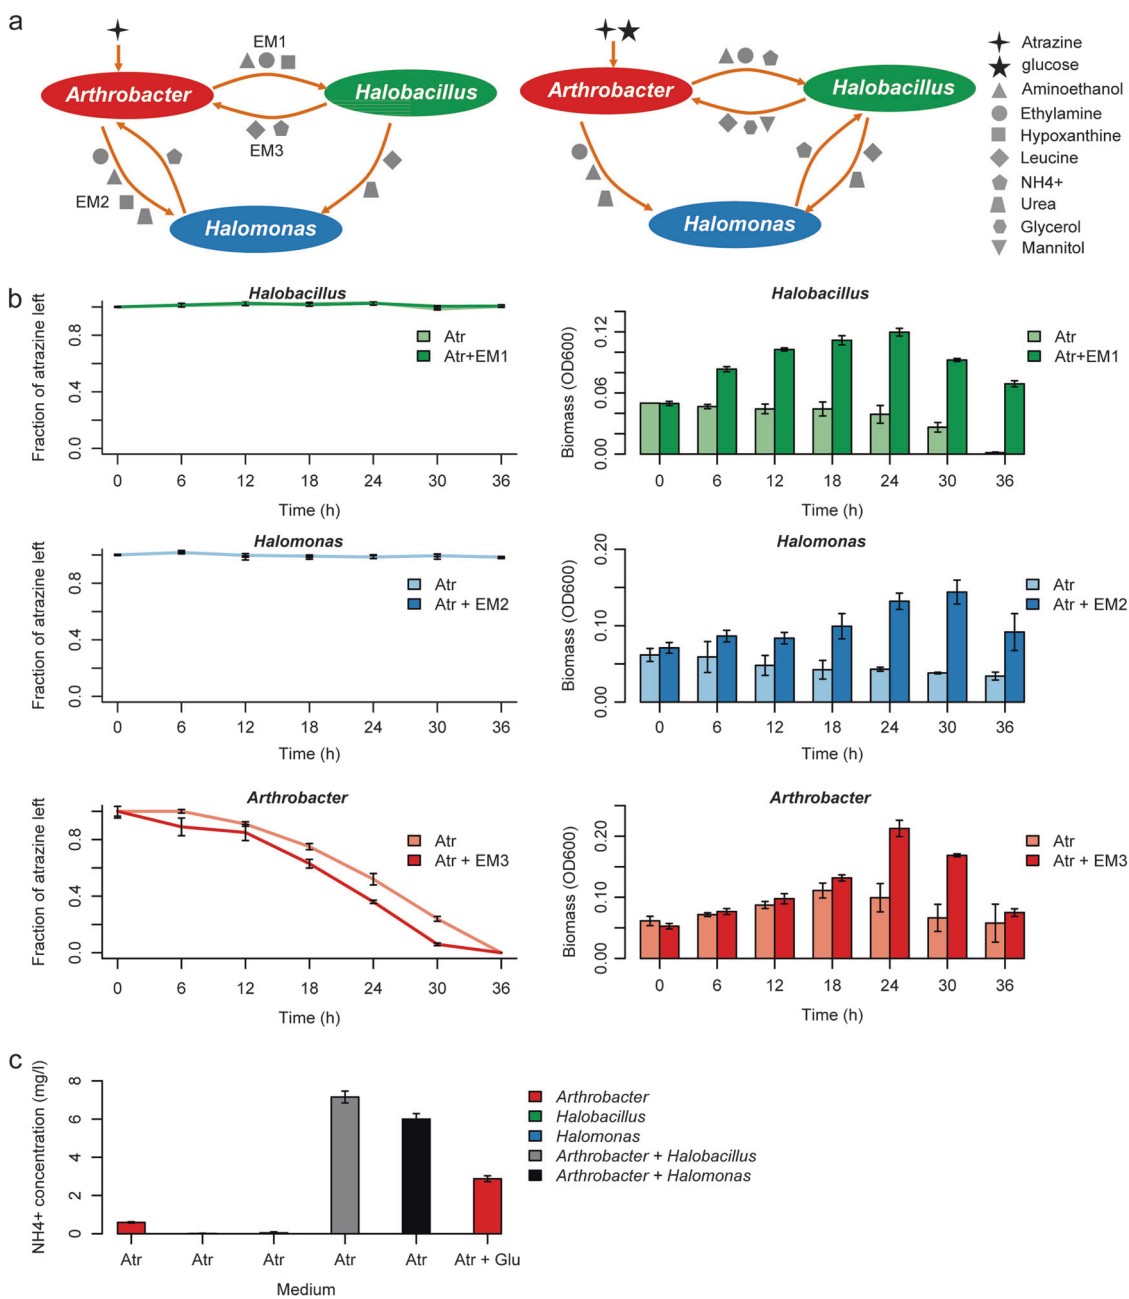 a
EM1
Arthrobacter
Halobacillus
EM3
EM2
Halomonas
Arthrobacter
Halobacillus
Halomonas
Atrazine
glucose
Aminoethanol
Ethylamine
Hypoxanthine
Leucine
NH4+
Urea
Glycerol
Mannitol
b
Halobacillus
Fraction of atrazine left
0.8
0.4
0.0
Atr
Atr+EM1
0 6 12 18 24 30 36
Time (h)
Halobacillus
Biomass (OD600)
0.12
0.06
0.00
Atr
Atr+EM1
0 6 12 18 24 30 36
Time (h)
Halomonas
Fraction of atrazine left
0.8
0.4
0.0
Atr
Atr + EM2
0 6 12 18 24 30 36
Time (h)
Halomonas
Biomass (OD600)
0.20
0.10
0.00
Atr
Atr + EM2
0 6 12 18 24 30 36
Time (h)
Arthrobacter
Fraction of atrazine left
0.8
0.4
0.0
Atr
Atr + EM3
0 6 12 18 24 30 36
Time (h)
Arthrobacter
Biomass (OD600)
0.20
0.10
0.00
Atr
Atr + EM3
0 6 12 18 24 30 36
Time (h)
c
NH4+ concentration (mg/l)
8
6
4
2
0
Atr Atr Atr Atr Atr Atr + Glu
Medium
Arthrobacter
Halobacillus
Halomonas
Arthrobacter + Halobacillus
Arthrobacter + Halomonas